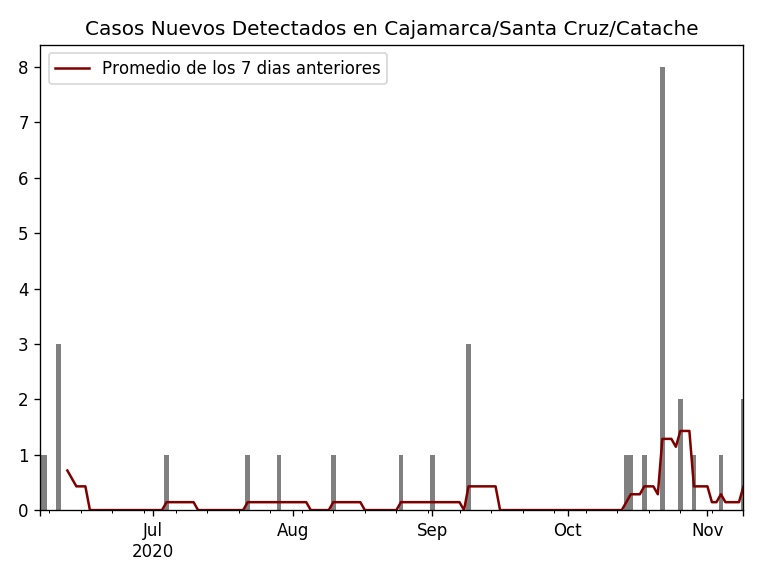 Casos Nuevos Detectados en Cajamarca/Santa Cruz/Catache
Promedio de los 7 dias anteriores
8
7
6
5
4
3
2
1
0
Jul
2020
Aug
Sep
Oct
Nov